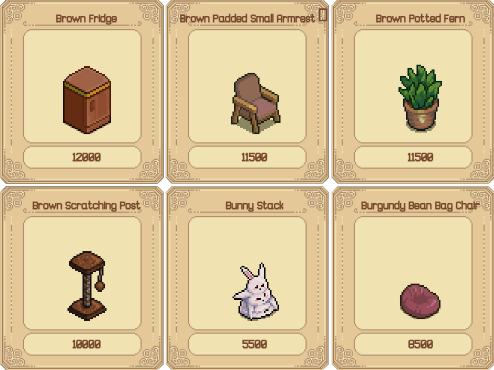 Brown Fridge
12000
Brown Padded Small Armrest
11500
Brown Potted Fern
11500
Brown Scratching Post
10000
Bunny Stack
5500
Burgundy Bean Bag Chair
8500